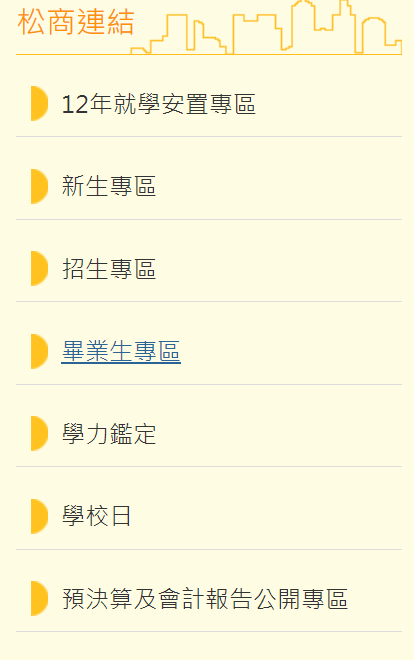 松商連結
12年就學安置專區
新生專區
招生專區
畢業生專區
學力鑑定
學校日
預決算及會計報告公開專區